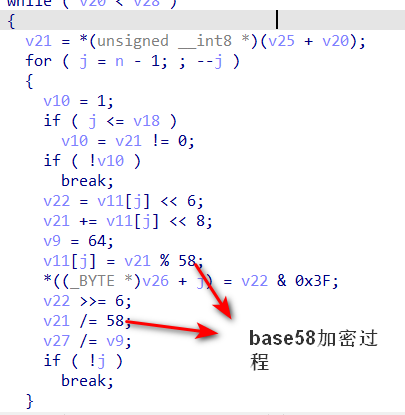 while ( v20 < v28 )
{
v21 = *(unsigned __int8 *)(v25 + v20);
for ( j = n - 1; ; --j )
{
v10 = 1;
if ( j <= v18 )
v10 = v21 != 0;
if ( !v10 )
break;
v22 = v11[j] << 6;
v21 += v11[j] << 8;
v9 = 64;
v11[j] = v21 % 58;
*((_BYTE *)v26 + j) = v22 & 0x3F;
v22 >>= 6;
v21 /= 58;
v27 /= v9;
if ( !j )
break;
}
base58加密过
程